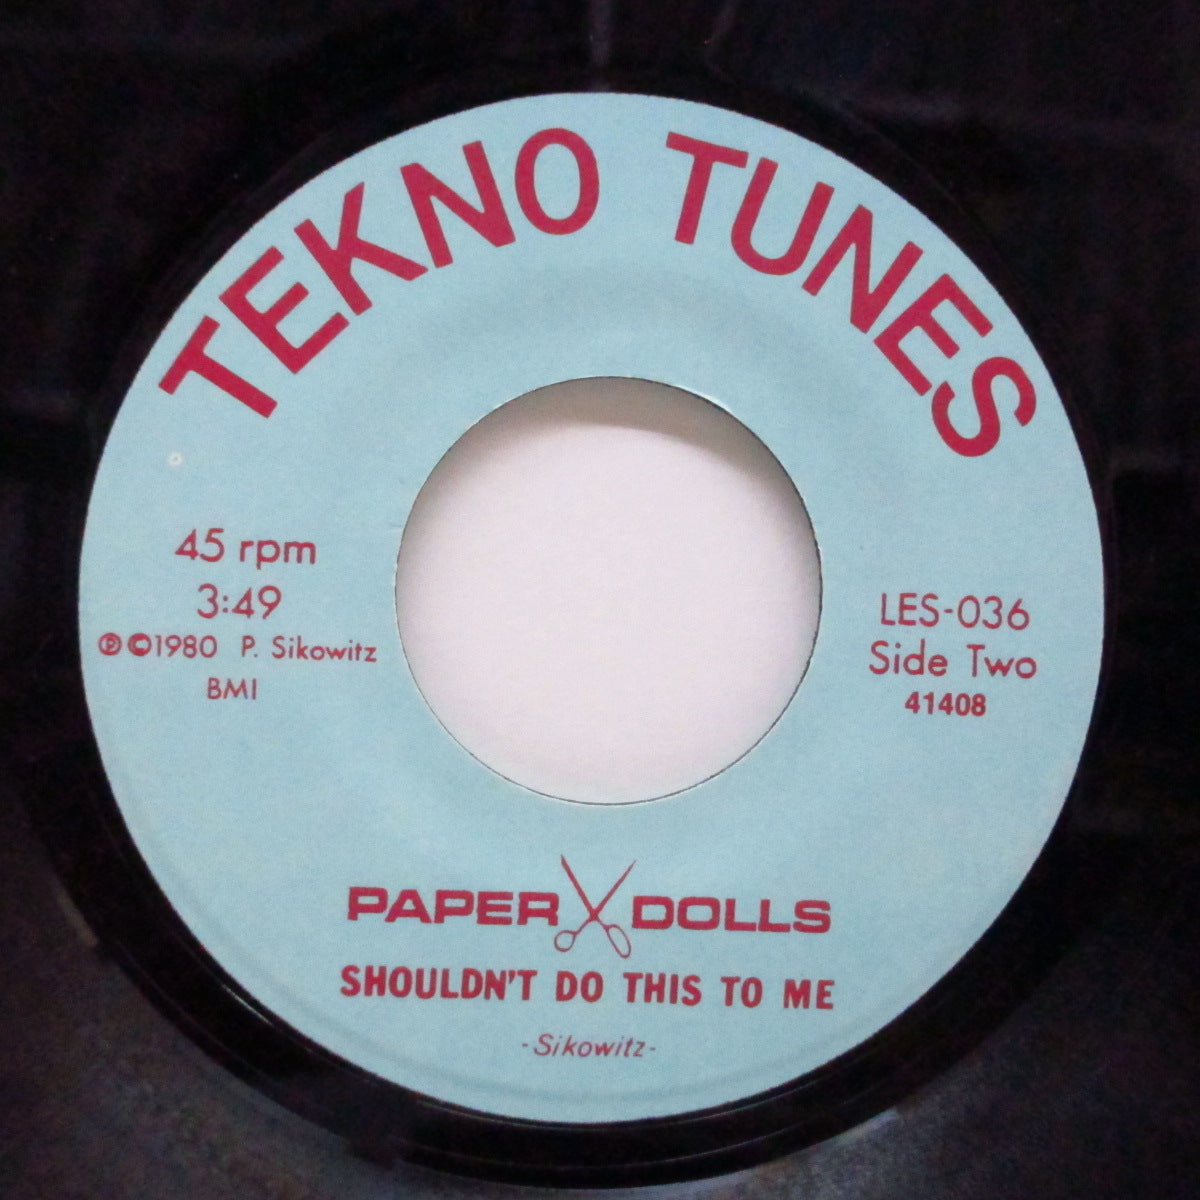 TEKNO TUNES
45 rpm
3:49
℗©1980 P. Sikowitz
BMI
LES-036
Side Two
41408
PAPER DOLLS
SHOULDN'T DO THIS TO ME
-Sikowitz-